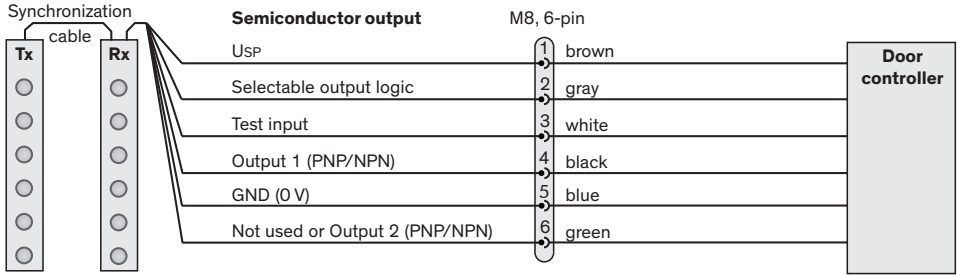 Synchronization
cable
Tx
Rx
Semiconductor output
M8, 6-pin
USP
1
brown
Selectable output logic
2
gray
Test input
3
white
Output 1 (PNP/NPN)
4
black
GND (0 V)
5
blue
Not used or Output 2 (PNP/NPN)
6
green
Door
controller